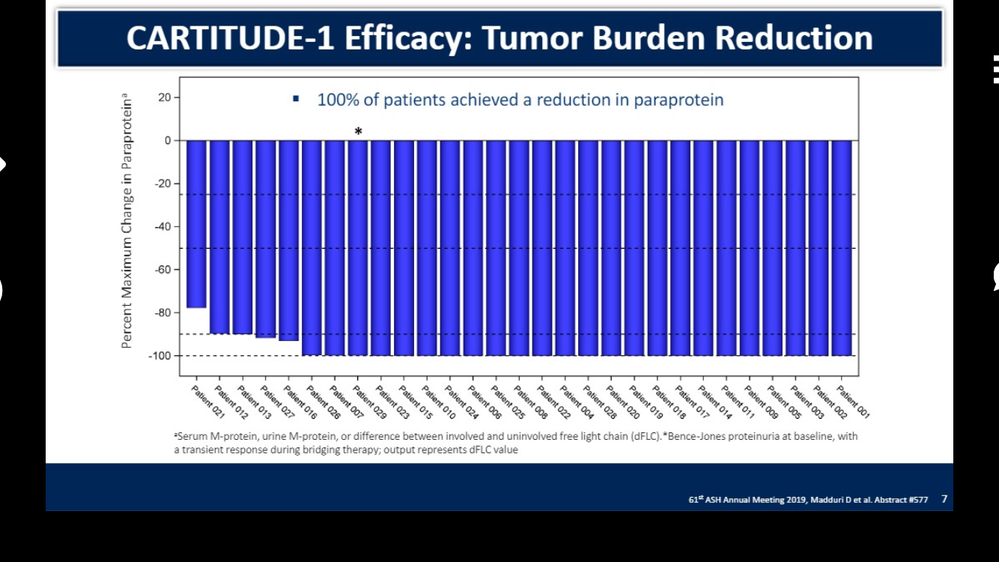 CARTITUDE-1 Efficacy: Tumor Burden Reduction
▪ 100% of patients achieved a reduction in paraprotein
*
Percent Maximum Change in Paraproteinᵃ
20
0
-20
-40
-60
-80
-100
Patient 021
Patient 012
Patient 013
Patient 027
Patient 016
Patient 026
Patient 007
Patient 029
Patient 023
Patient 015
Patient 010
Patient 024
Patient 006
Patient 025
Patient 008
Patient 022
Patient 004
Patient 028
Patient 020
Patient 019
Patient 018
Patient 017
Patient 014
Patient 011
Patient 009
Patient 005
Patient 003
Patient 002
Patient 001
ᵃSerum M-protein, urine M-protein, or difference between involved and uninvolved free light chain (dFLC).*Bence-Jones proteinuria at baseline, with
a transient response during bridging therapy; output represents dFLC value
61st ASH Annual Meeting 2019, Madduri D et al. Abstract #577 7